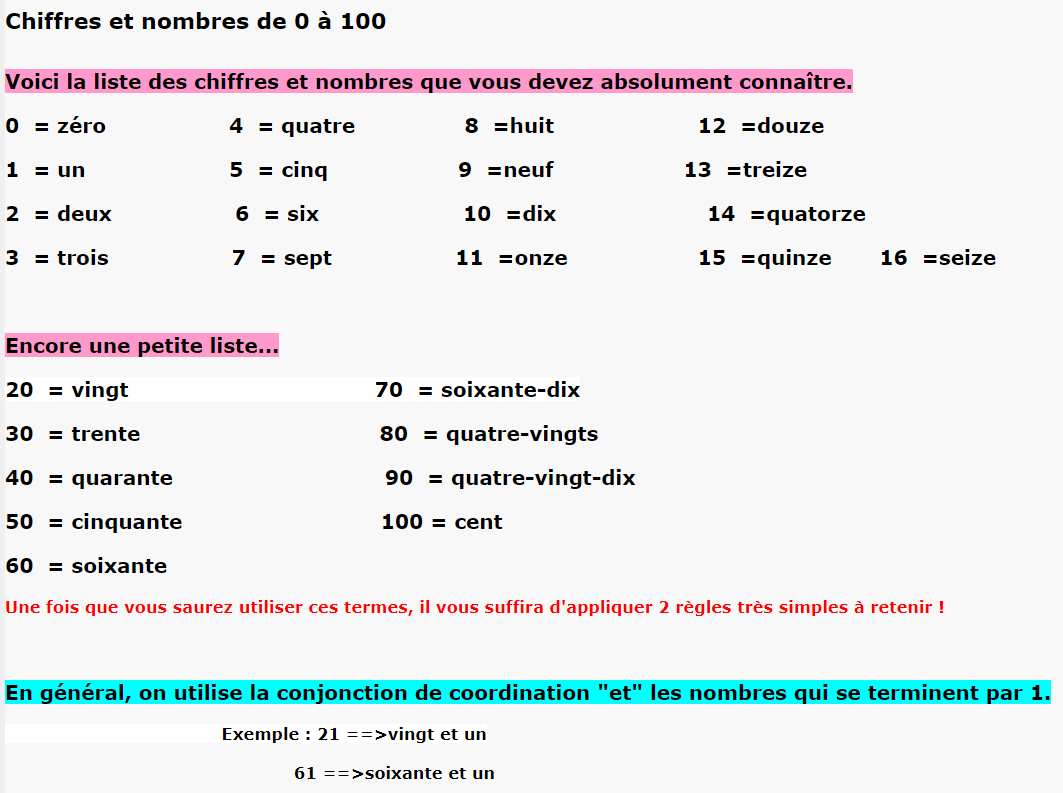 Chiffres et nombres de 0 à 100
Voici la liste des chiffres et nombres que vous devez absolument connaître.
0 = zéro 4 = quatre 8 =huit 12 =douze
1 = un 5 = cinq 9 =neuf 13 =treize
2 = deux 6 = six 10 =dix 14 =quatorze
3 = trois 7 = sept 11 =onze 15 =quinze 16 =seize
Encore une petite liste...
20 = vingt 70 = soixante-dix
30 = trente 80 = quatre-vingts
40 = quarante 90 = quatre-vingt-dix
50 = cinquante 100 = cent
60 = soixante
Une fois que vous saurez utiliser ces termes, il vous suffira d'appliquer 2 règles très simples à retenir !
En général, on utilise la conjonction de coordination "et" les nombres qui se terminent par 1.
Exemple : 21 ==>vingt et un
61 ==>soixante et un